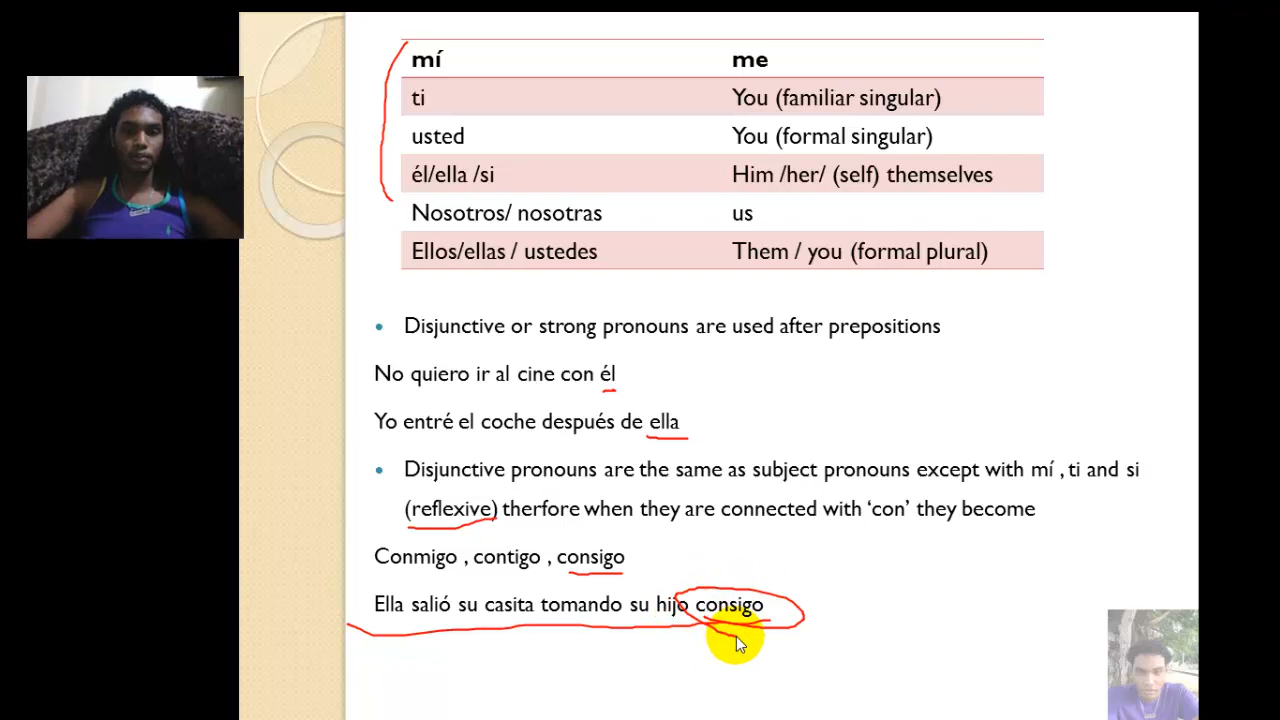 mí me
ti You (familiar singular)
usted You (formal singular)
él/ella /si Him /her/ (self) themselves
Nosotros/ nosotras us
Ellos/ellas / ustedes Them / you (formal plural)
• Disjunctive or strong pronouns are used after prepositions
No quiero ir al cine con él
Yo entré el coche después de ella
• Disjunctive pronouns are the same as subject pronouns except with mí , ti and si
(reflexive) therfore when they are connected with ‘con’ they become
Conmigo , contigo , consigo
Ella salió su casita tomando su hijo consigo